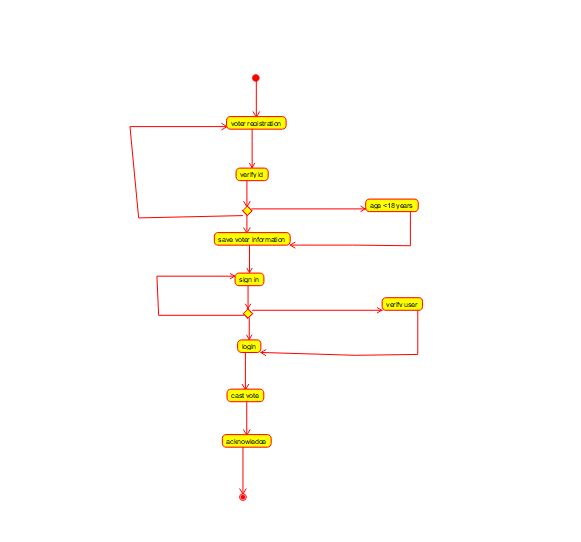 voter registration
verify id
age <18 years
save voter information
sign in
verify user
login
cast vote
acknowledge